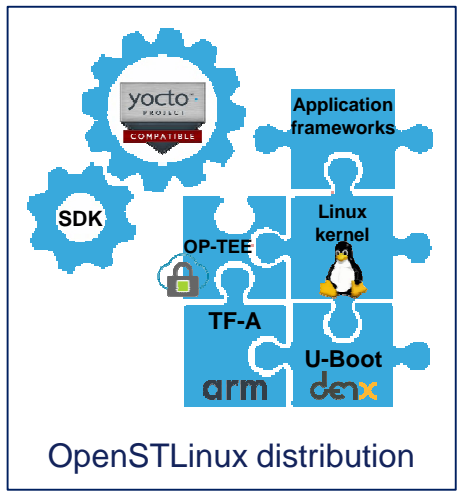 yocto
PROJECT
COMPATIBLE
SDK
Application
frameworks
OP-TEE
Linux
kernel
TF-A
arm
U-Boot
denx
OpenSTLinux distribution